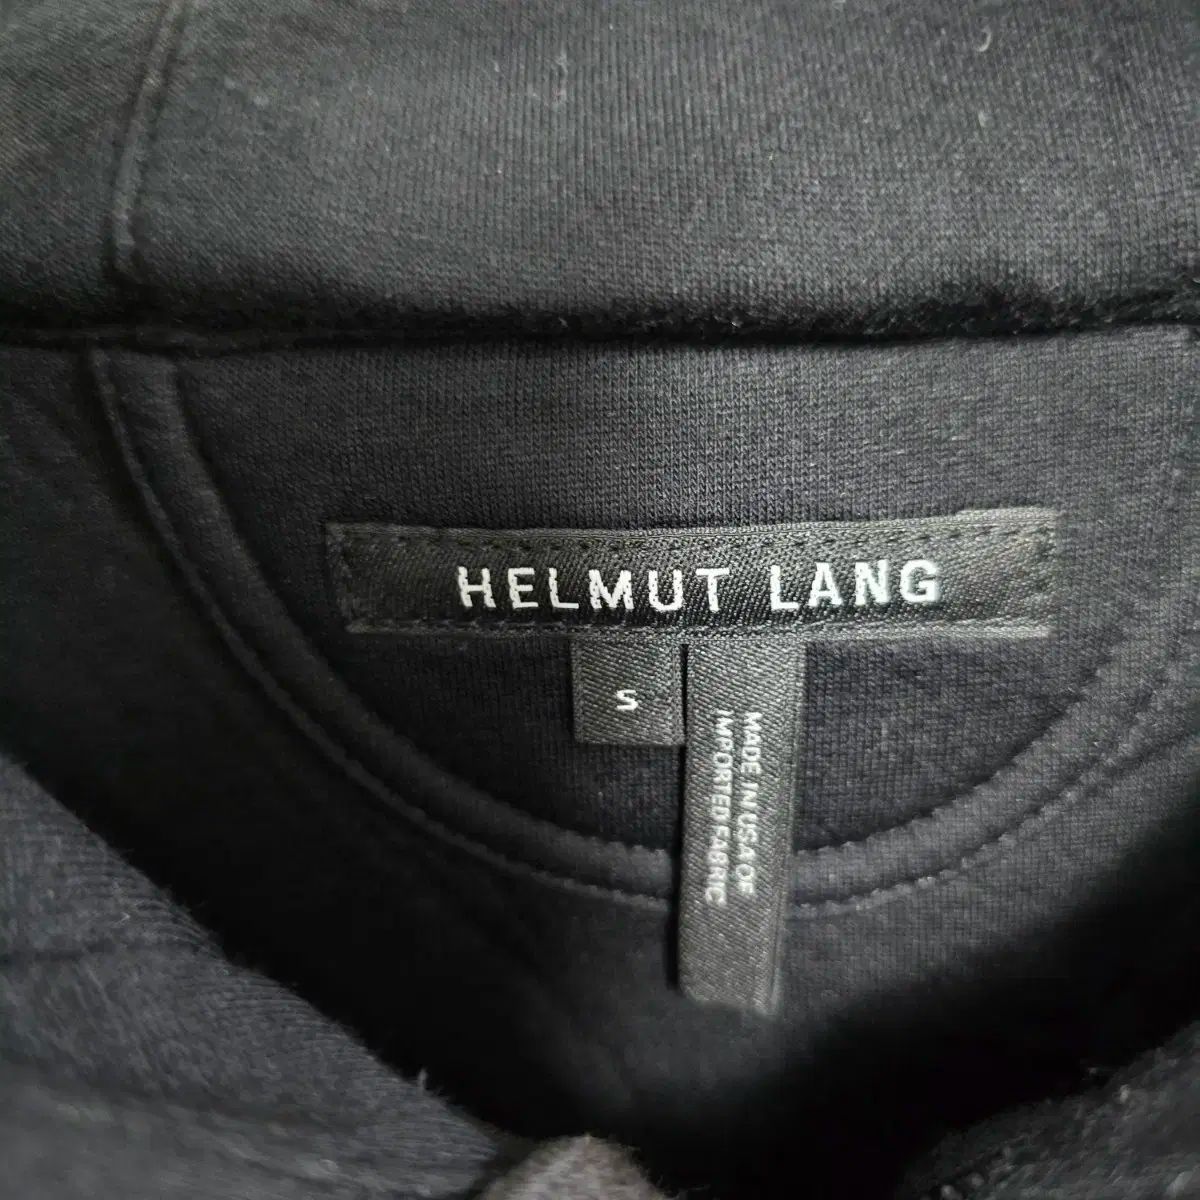 HELMUT LANG
S
MADE IN USA OF
IMPORTED FABRIC